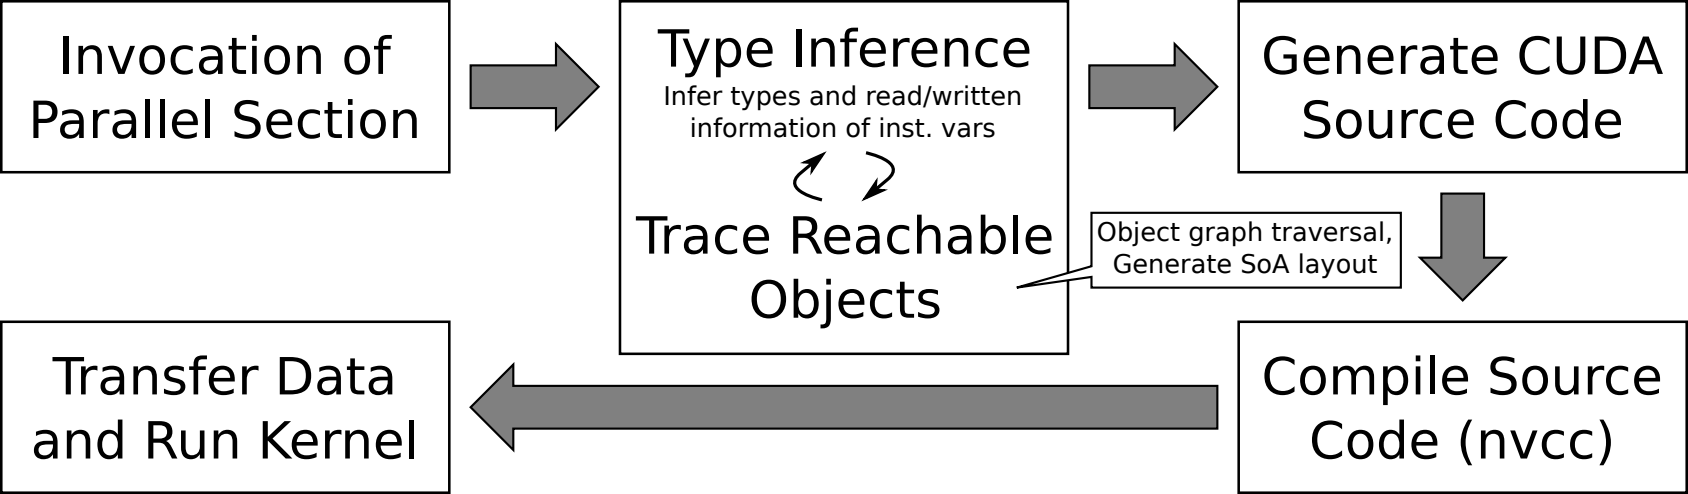 Invocation of
Parallel Section
Type Inference
Infer types and read/written
information of inst. vars
Trace Reachable
Objects
Object graph traversal,
Generate SoA layout
Generate CUDA
Source Code
Compile Source
Code (nvcc)
Transfer Data
and Run Kernel